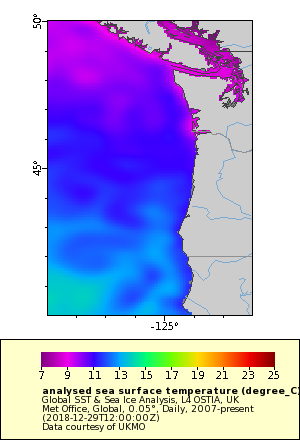 50°
45°
-125°
7 9 11 13 15 17 19 21 23 25
analysed sea surface temperature (degree_C)
Global SST & Sea Ice Analysis, L4 OSTIA, UK
Met Office, Global, 0.05°, Daily, 2007-present
(2018-12-29T12:00:00Z)
Data courtesy of UKMO